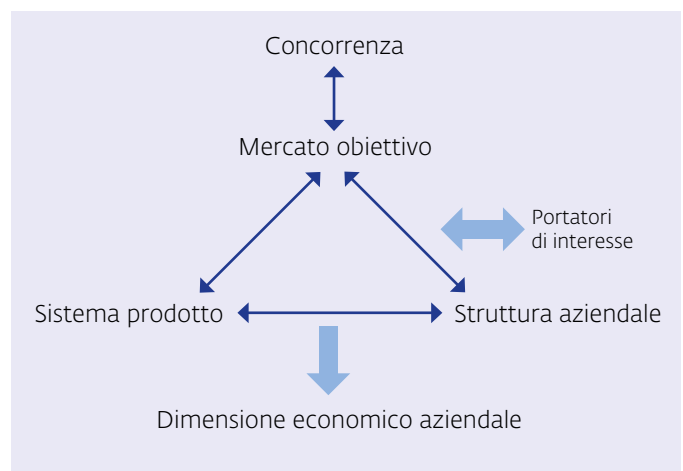 Concorrenza
Mercato obiettivo
Portatori
di interesse
Sistema prodotto
Struttura aziendale
Dimensione economico aziendale